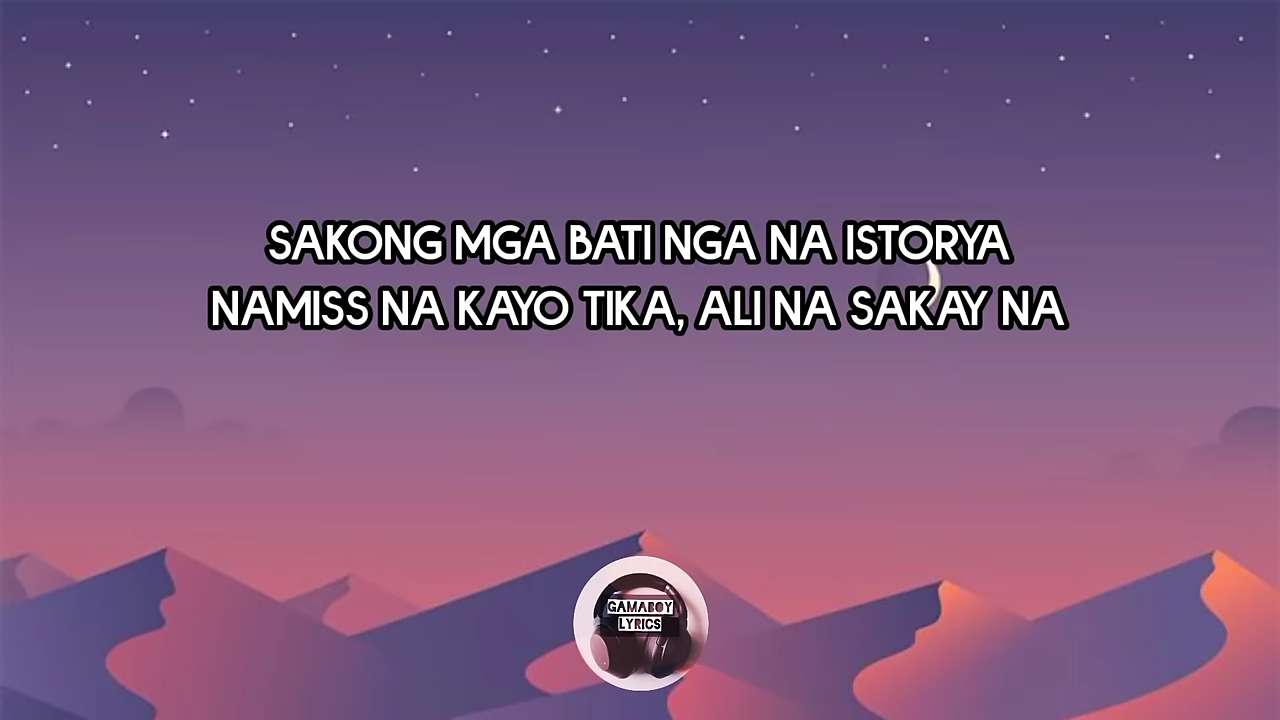 SAKONG MGA BATI NGA NA ISTORYA
NAMISS NA KAYO TIKA, ALI NA SAKAY NA
GAMABOY
LYRICS